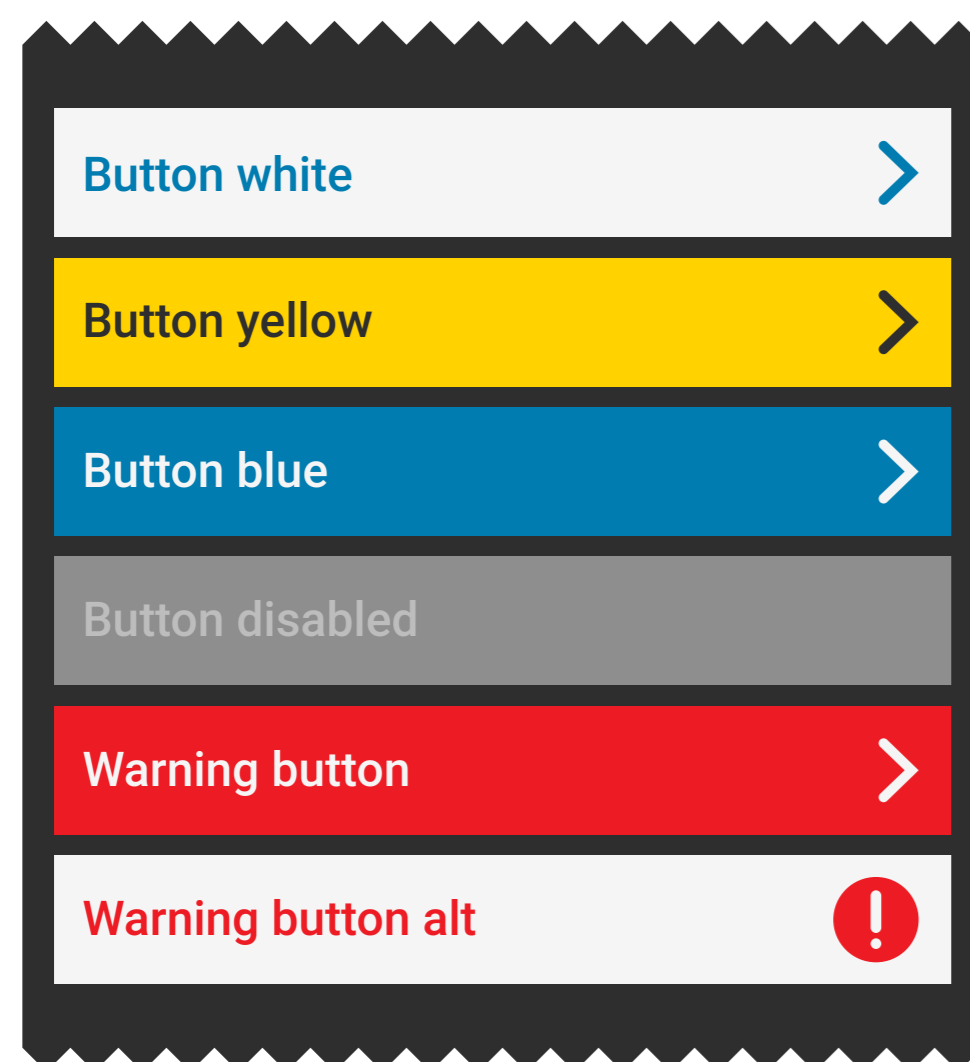 Button white
Button yellow
Button blue
Button disabled
Warning button
Warning button alt